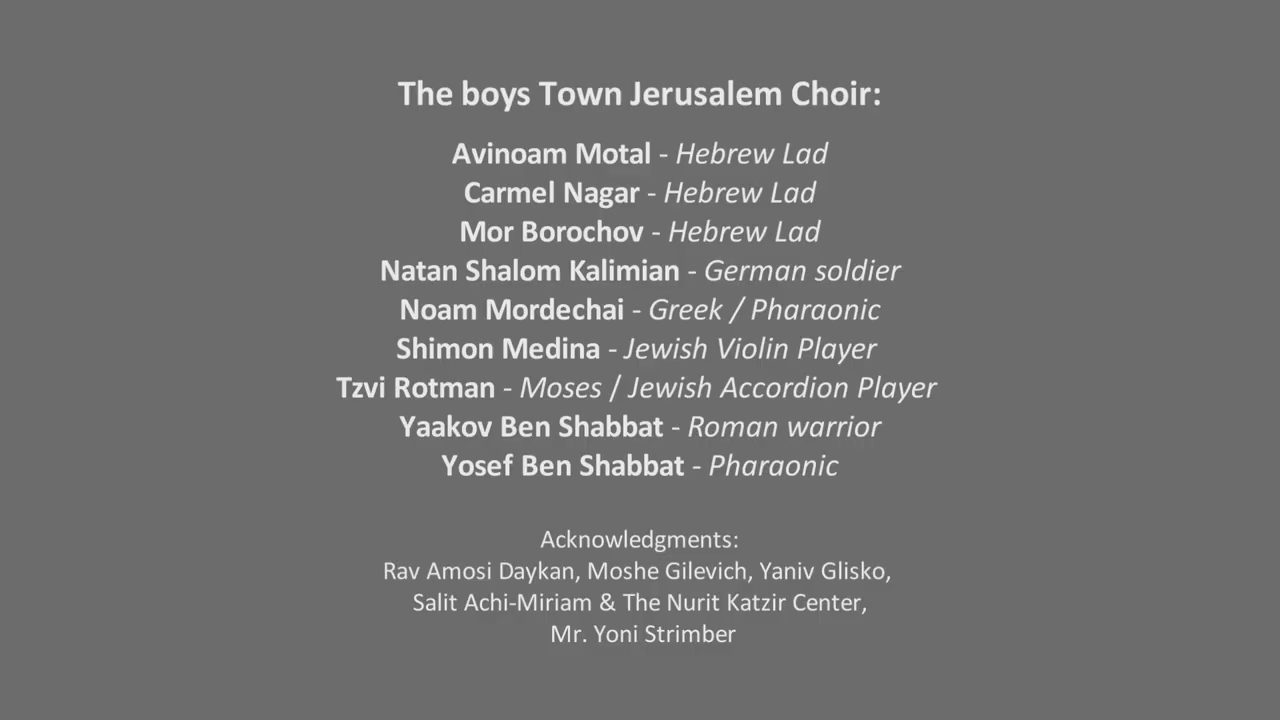 The boys Town Jerusalem Choir:
Avinoam Motal - Hebrew Lad
Carmel Nagar - Hebrew Lad
Mor Borochov - Hebrew Lad
Natan Shalom Kalimian - German soldier
Noam Mordechai - Greek / Pharaonic
Shimon Medina - Jewish Violin Player
Tzvi Rotman - Moses / Jewish Accordion Player
Yaakov Ben Shabbat - Roman warrior
Yosef Ben Shabbat - Pharaonic
Acknowledgments:
Rav Amosi Daykan, Moshe Gilevich, Yaniv Glisko,
Salit Achi-Miriam & The Nurit Katzir Center,
Mr. Yoni Strimber